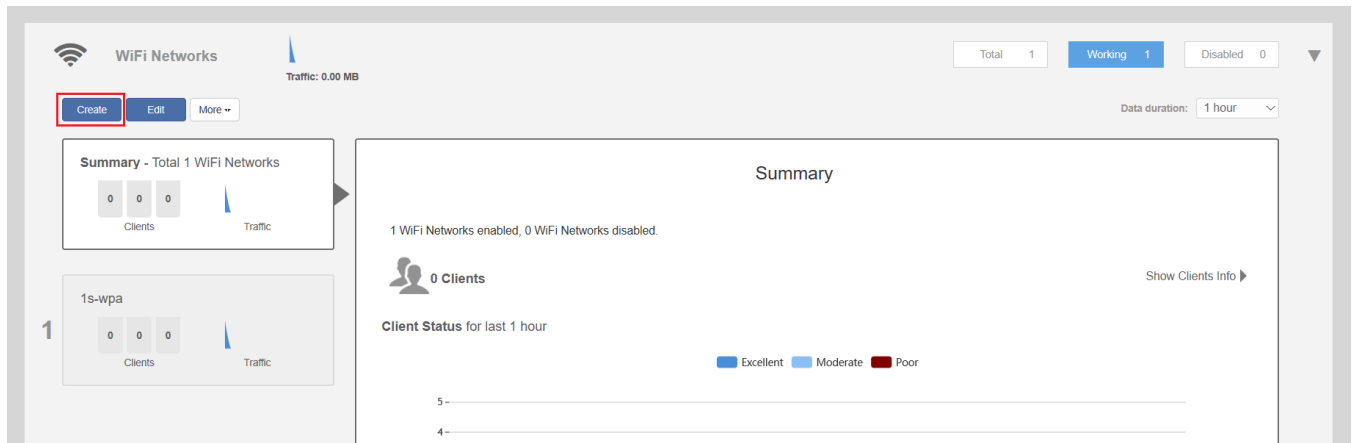 WiFi Networks
Traffic: 0.00 MB
Total 1
Working 1
Disabled 0
Create
Edit
More
Data duration: 1 hour
Summary - Total 1 WiFi Networks
0 0 0
Clients Traffic
1
1s-wpa
0 0 0
Clients Traffic
Summary
1 WiFi Networks enabled, 0 WiFi Networks disabled.
0 Clients
Show Clients Info
Client Status for last 1 hour
Excellent Moderate Poor
5
4